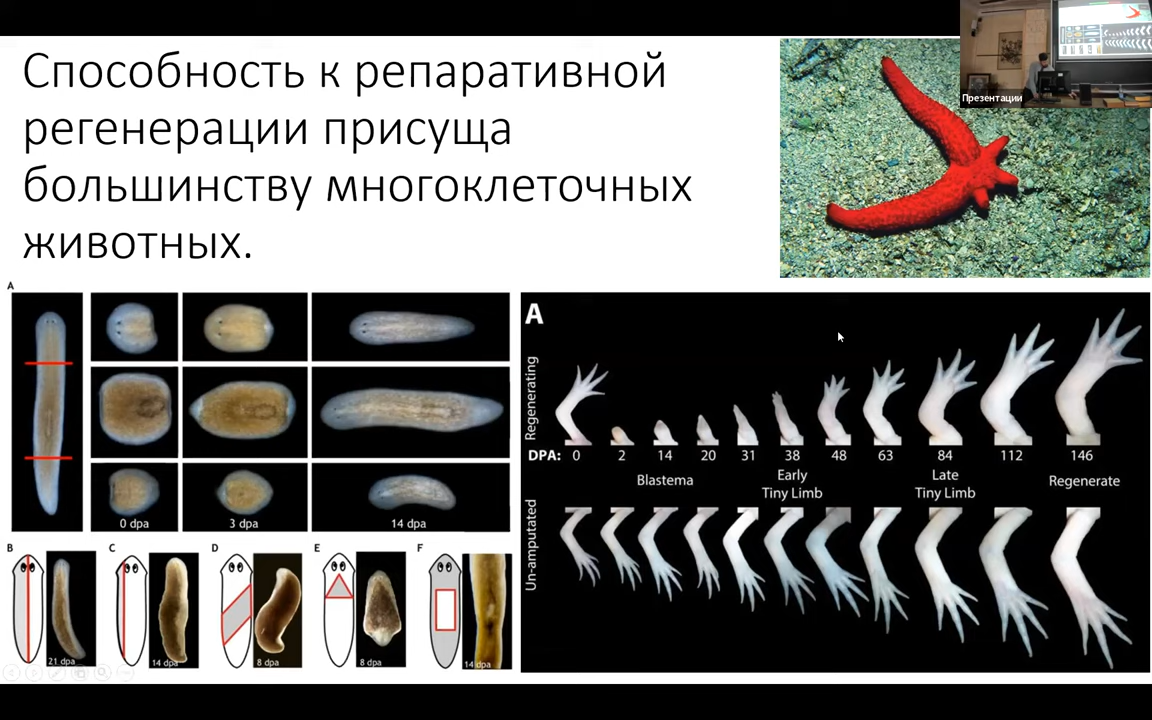 Способность к репаративной
регенерации присуща
большинству многоклеточных
животных.
Презентации
A
0 dpa
3 dpa
14 dpa
B
C
D
E
F
21 dpa
14 dpa
8 dpa
8 dpa
14 dpa
A
Regenerating
DPA: 0 2 14 20 31 38 48 63 84 112 146
Blastema
Early
Tiny Limb
Late
Tiny Limb
Regenerate
Un-amputated